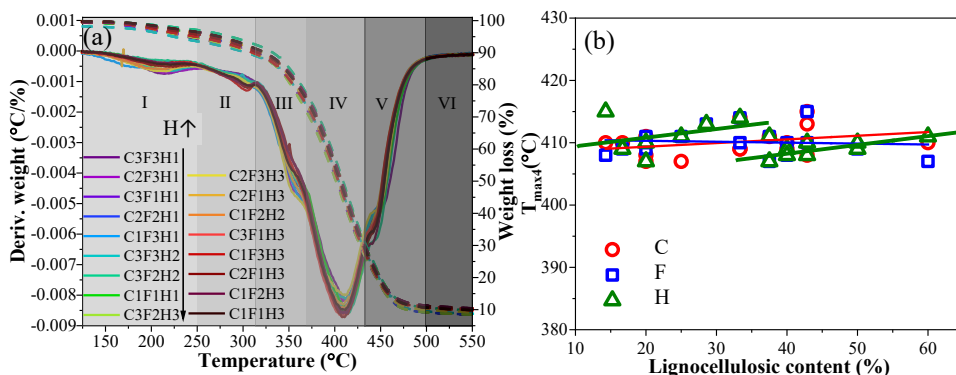 (a)
Deriv. weight (°C/%)
0.001
0.000
-0.001
-0.002
-0.003
-0.004
-0.005
-0.006
-0.007
-0.008
-0.009
I
II
III
IV
V
VI
H↑
C3F3H1
C2F3H1
C3F1H1
C2F2H1
C1F3H1
C3F3H2
C3F2H2
C1F1H1
C3F2H3
C2F3H3
C2F1H3
C1F2H2
C3F1H3
C1F3H3
C2F1H3
C1F2H3
C1F1H3
150 200 250 300 350 400 450 500 550
Temperature (°C)
100
90
80
70
60
50
40
30
20
10
0
Weight loss (%)
(b)
Tmax4(°C)
430
420
410
400
390
380
C
F
H
10 20 30 40 50 60
Lignocellulosic content (%)